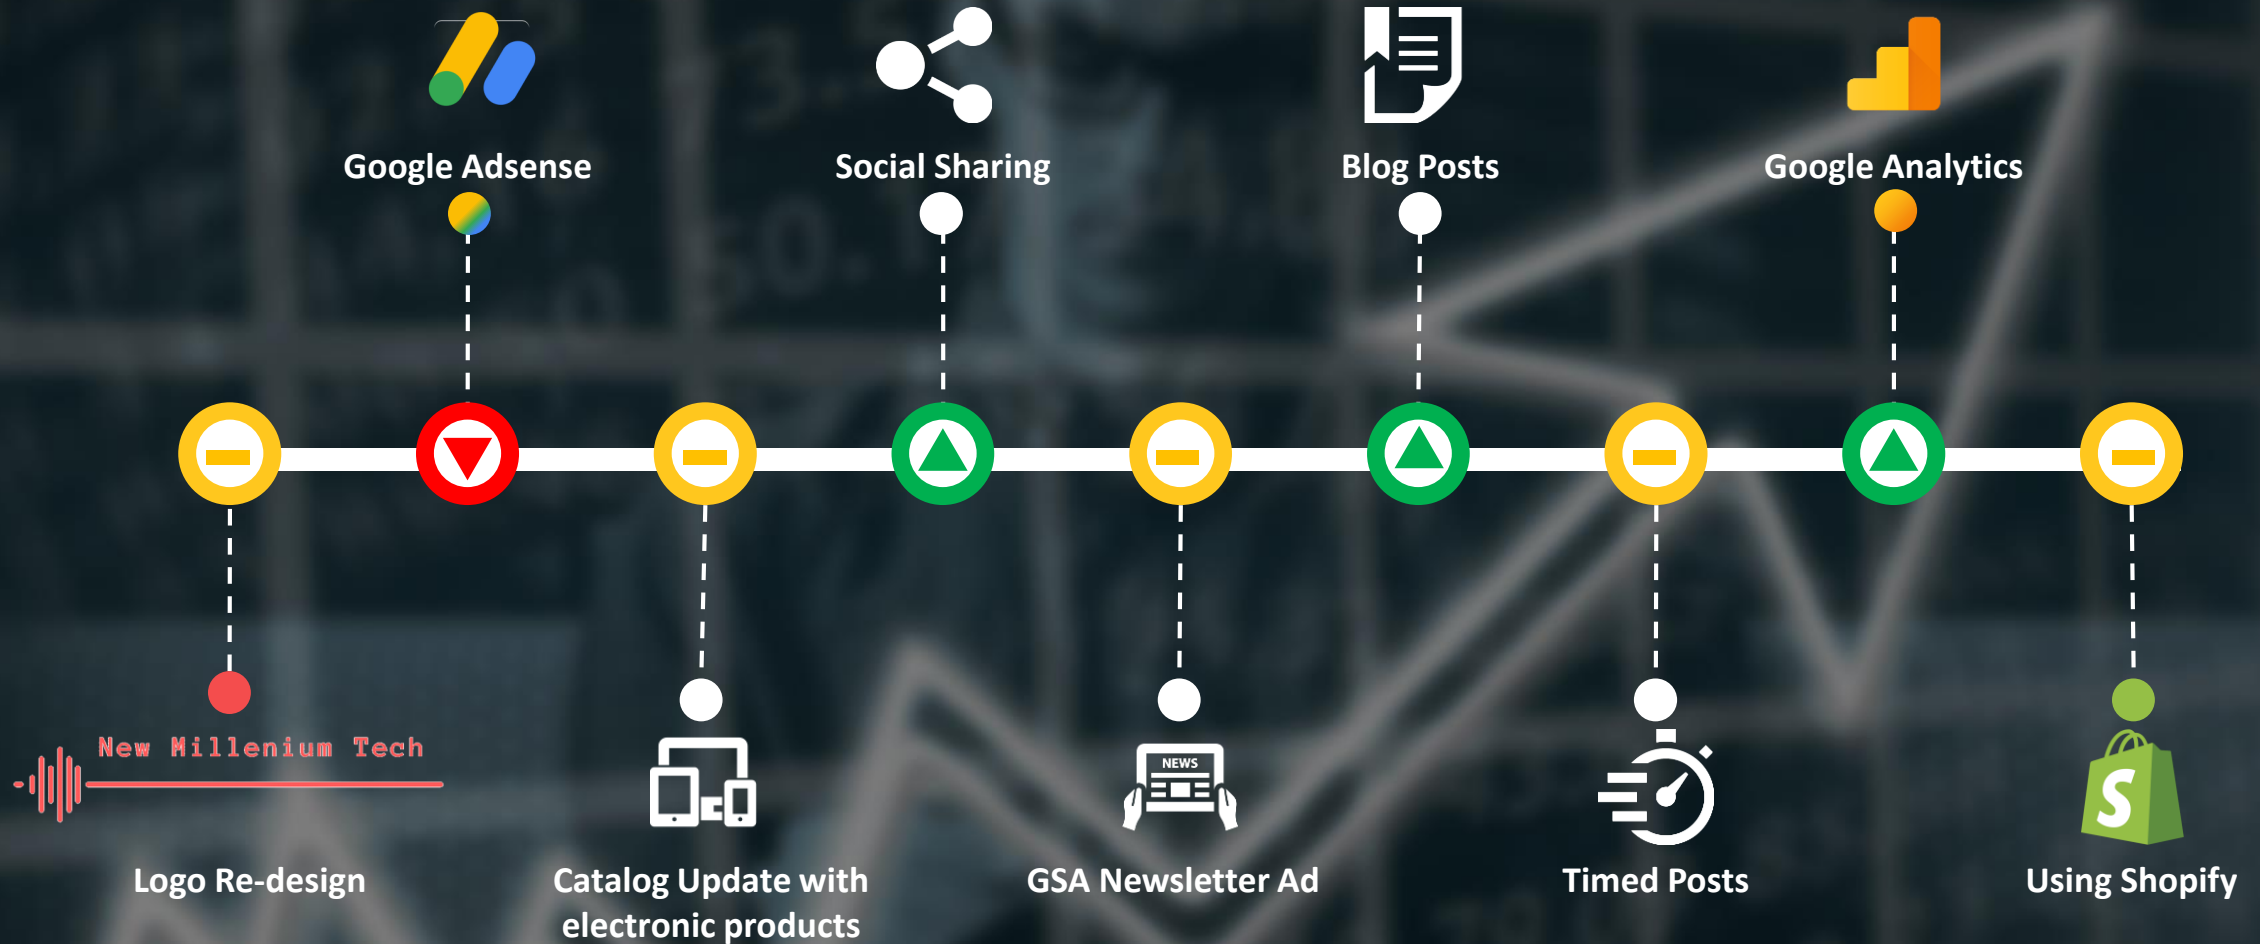 Google Adsense
Social Sharing
Blog Posts
Google Analytics
New Millenium Tech
NEWS
S
Logo Re-design
Catalog Update with
electronic products
GSA Newsletter Ad
Timed Posts
Using Shopify